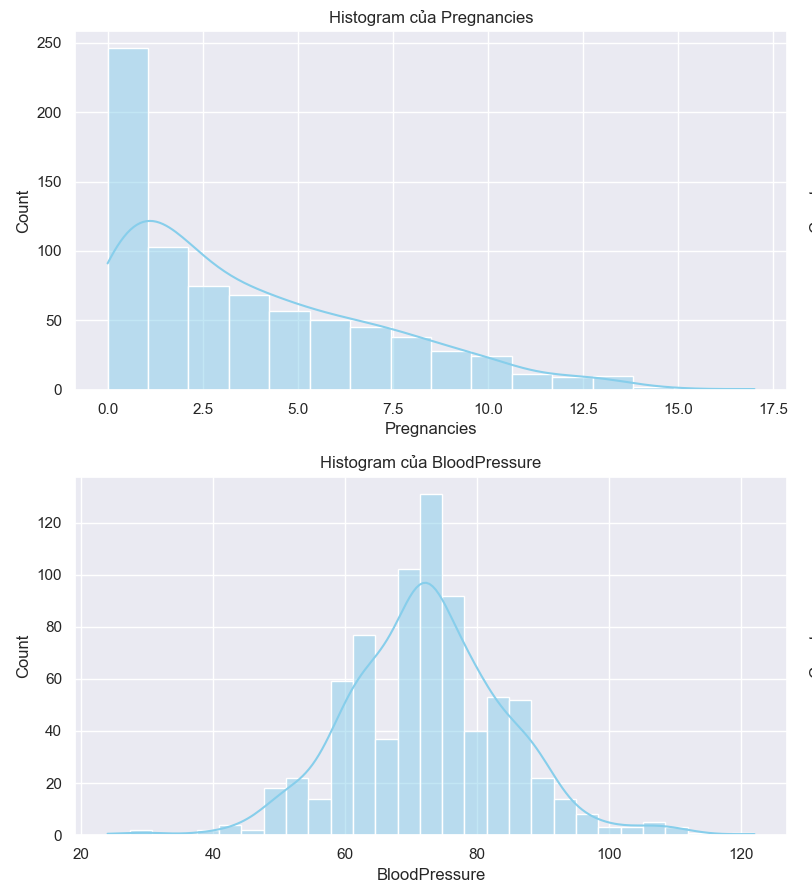 Histogram của Pregnancies
250
200
150
100
50
0
Count
0.0 2.5 5.0 7.5 10.0 12.5 15.0 17.5
Pregnancies
Histogram của BloodPressure
120
100
80
60
40
20
0
Count
20 40 60 80 100 120
BloodPressure